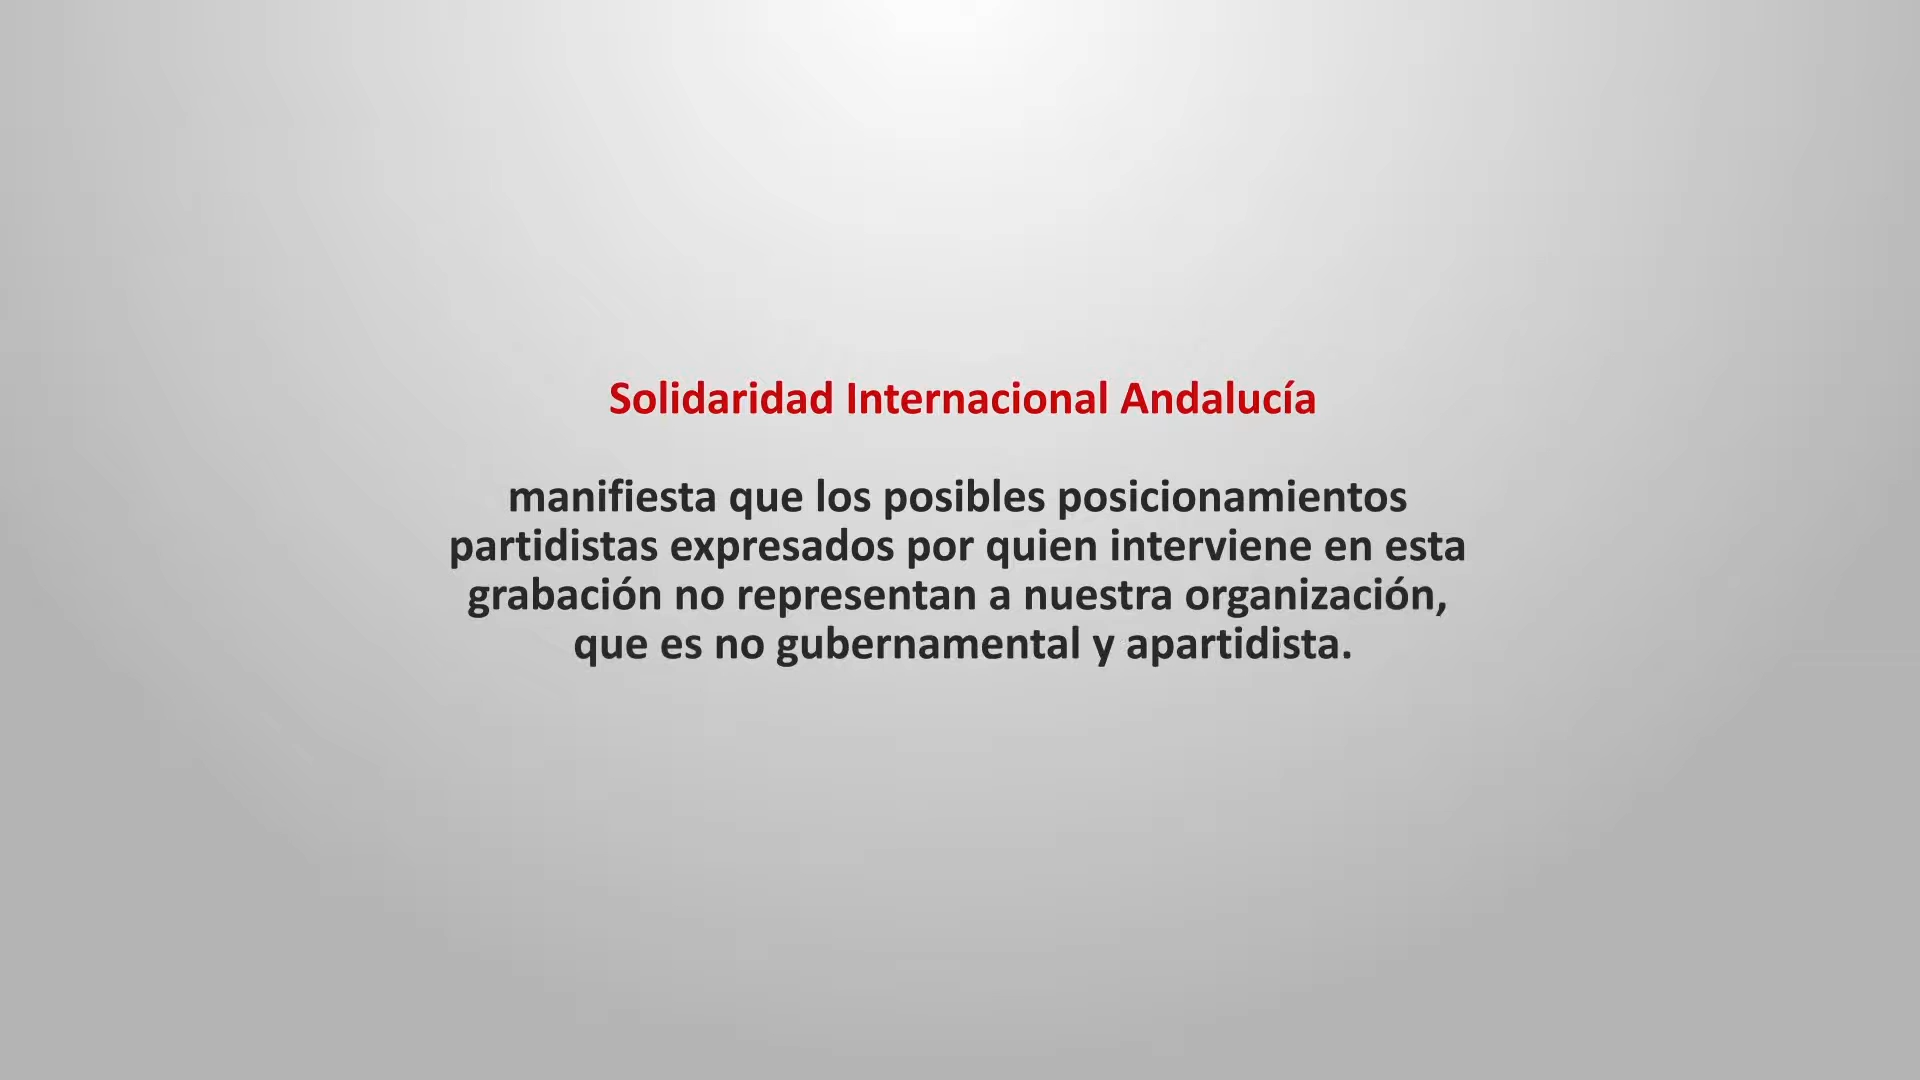 Solidaridad Internacional Andalucía
manifiesta que los posibles posicionamientos
partidistas expresados por quien interviene en esta
grabación no representan a nuestra organización,
que es no gubernamental y apartidista.